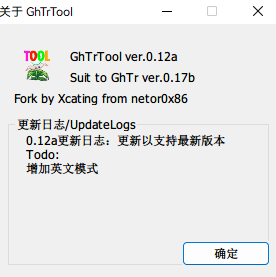 关于 GhTrTool
TOOL
GhTrTool ver.0.12a
Suit to GhTr ver.0.17b
Fork by Xcating from netor0x86
更新日志/UpdateLogs
0.12a更新日志：更新以支持最新版本
Todo:
增加英文模式
确定